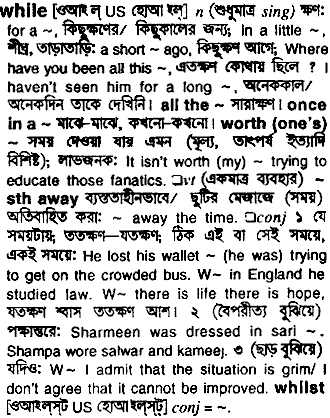 while [ওআইল্ US হোআইল্] n (শুধুমাত্র sing) ক্ষণ:
for a ~, কিছুক্ষণের/ কিছুকালের জন্য; In a little ~,
শীঘ্র, তাড়াতাড়ি: a short ~ ago, কিছুক্ষণ আগে; Where
have you been all this ~, এতক্ষণ কোথায় ছিলে ? I
haven't seen him for a long ~, অনেককাল/
অনেকদিন তাকে দেখিনি। all the ~ সারাক্ষণ। once
in a ~ মাঝে-মাঝে, কখনো-কখনো। worth (one's)
~ সময় দেওয়া যায় এমন (মূল্য, তাৎপর্য ইত্যাদি
বিশিষ্ট); লাভজনক: It isn't worth (my) ~ trying to
educate those fanatics. □vt (একমাত্র ব্যবহার) ~
sth away ব্যস্ততাহীনভাবে/ ছুটির মেজাজে (সময়)
অতিবাহিত করা: ~ away the time. □conj ১ যে
সময়টায়; ততক্ষণ—যতক্ষণ; ঠিক এই বা সেই সময়ে,
একই সময়ে: He lost his wallet ~ (he was) trying
to get on the crowded bus. W~ in England he
studied law. W~ there is life there is hope,
যতক্ষণ শ্বাস ততক্ষণ আশ। ২ (বৈপরীত্য বুঝিয়ে)
পক্ষান্তরে: Sharmeen was dressed in sari ~.
Shampa wore salwar and kameej. ৩ (ছাড় বুঝিয়ে)
যদিও: W~ I admit that the situation is grim/ I
don't agree that it cannot be improved. whilst
[ওআইল্‌স্ট US হোআইল্‌স্ট্] conj = ~.